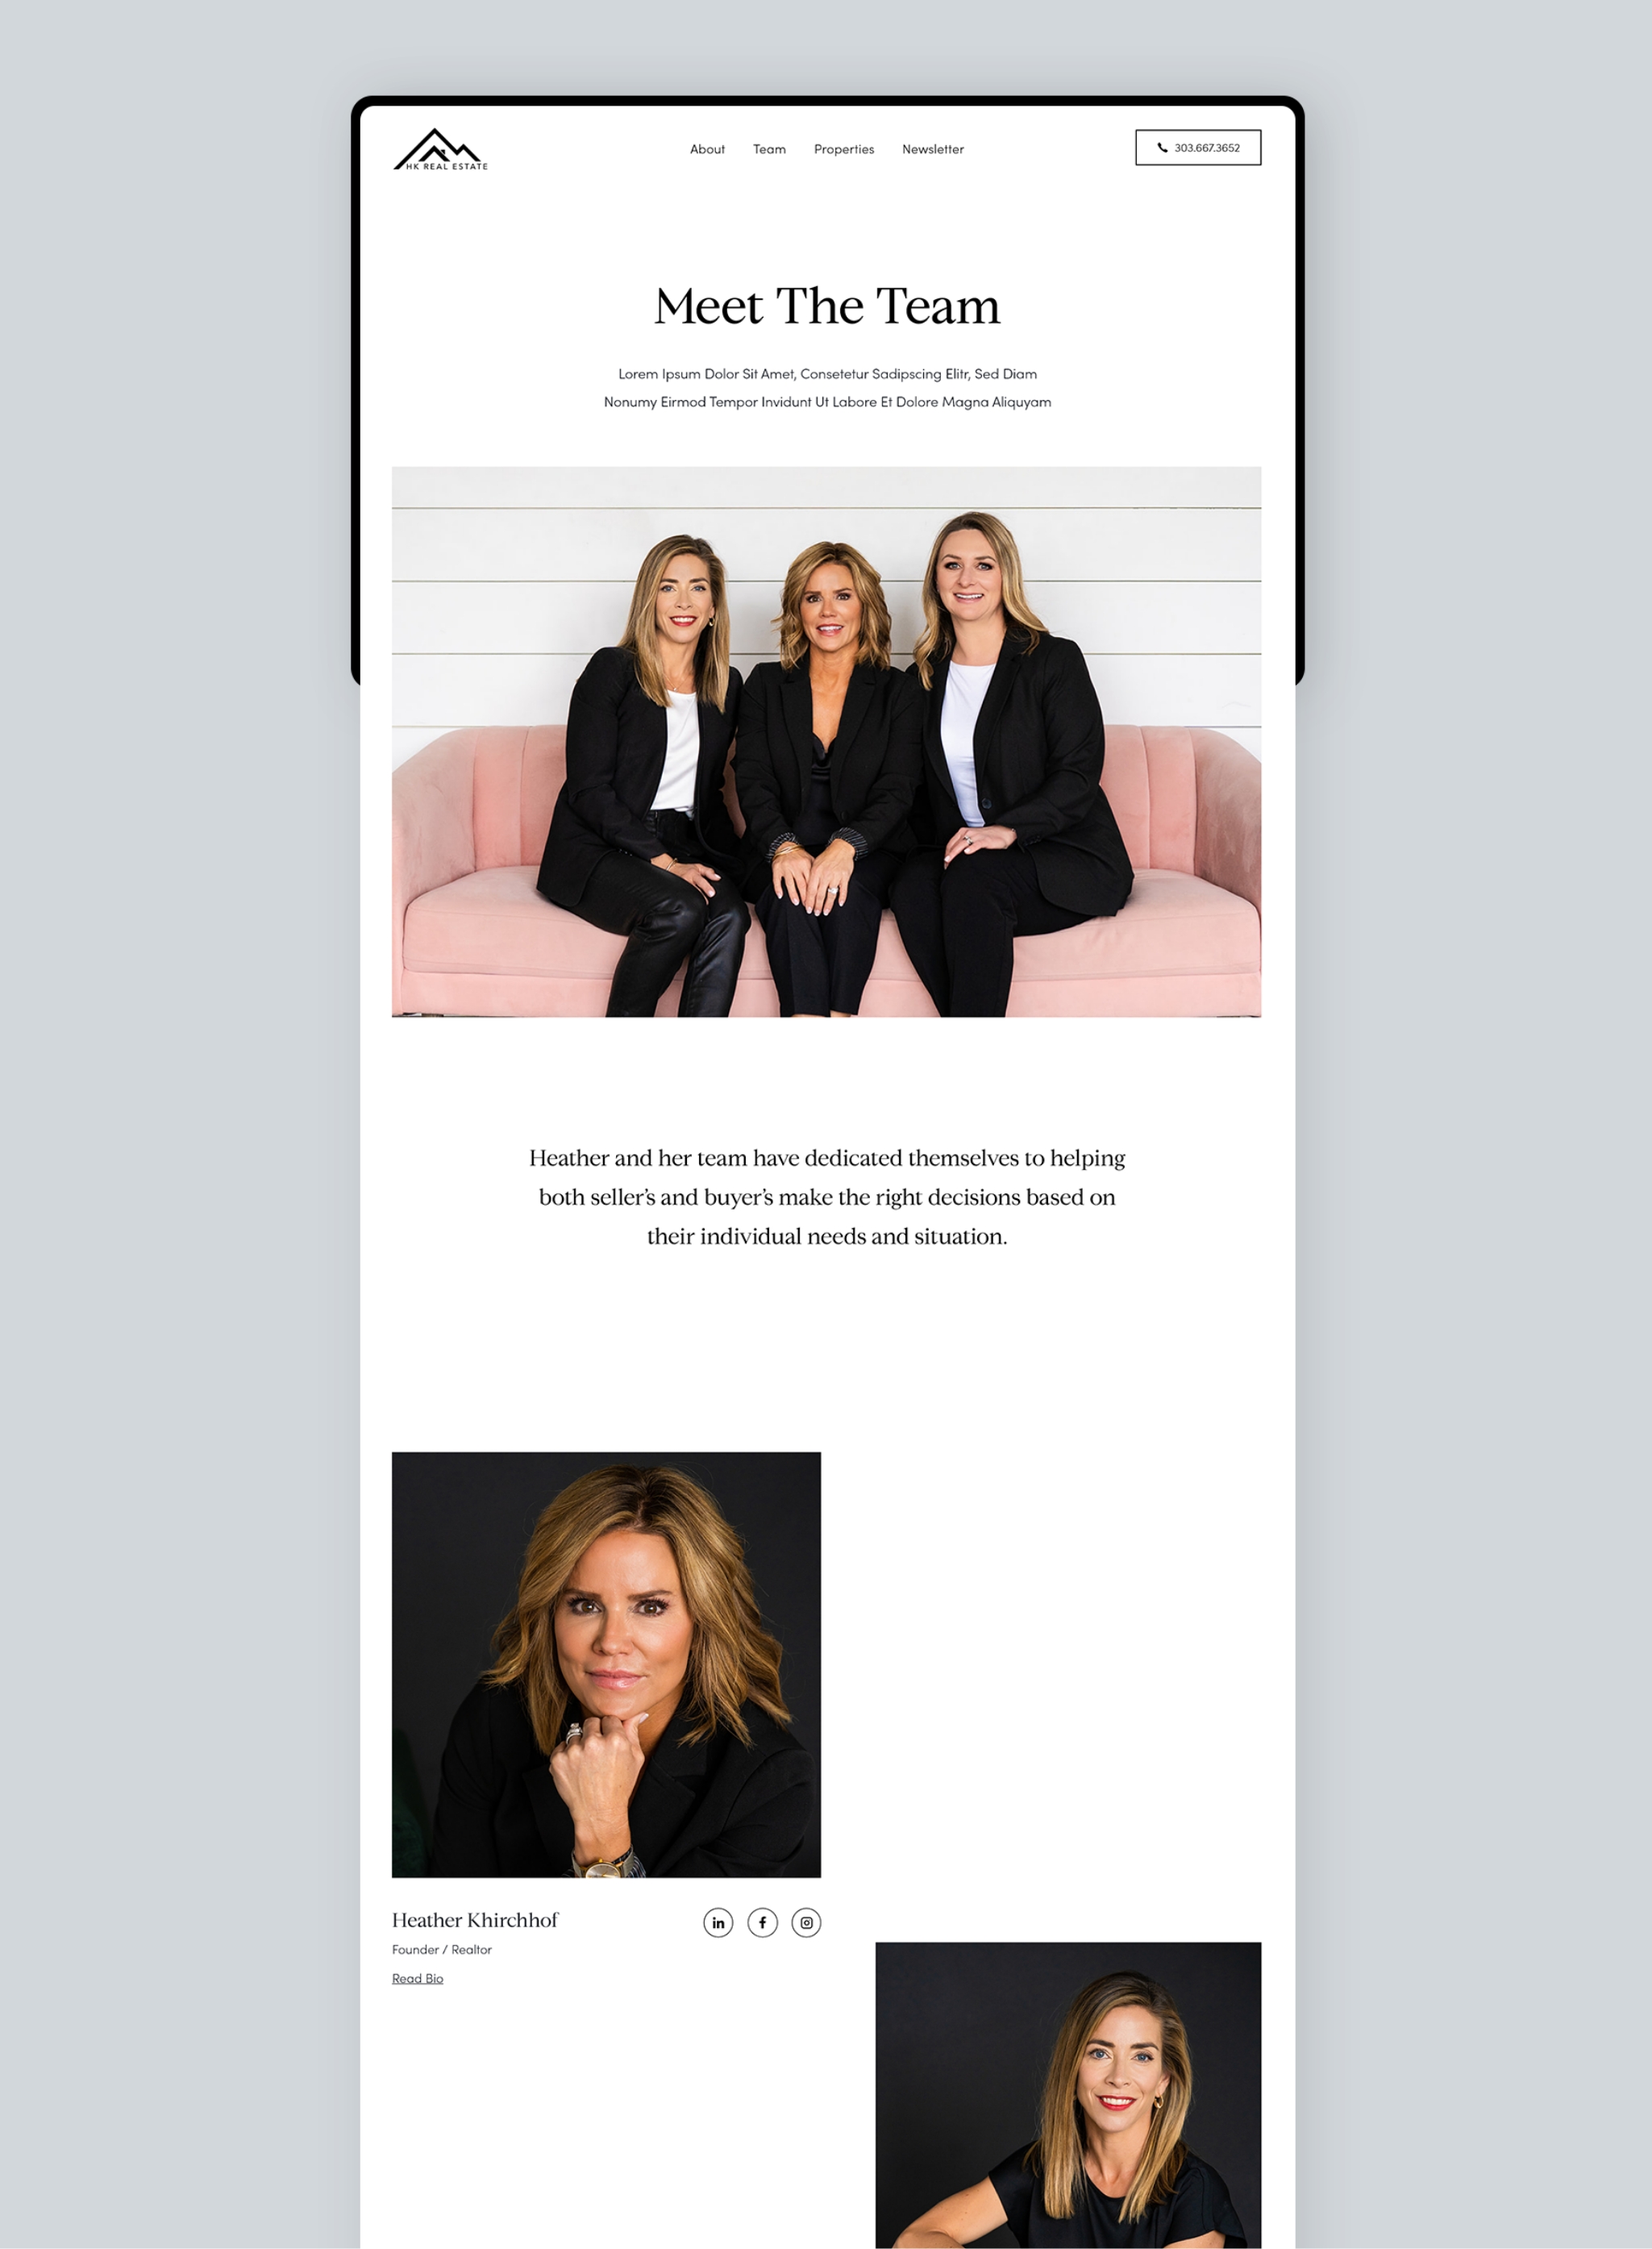 HK REAL ESTATE
About Team Properties Newsletter
303.667.3652
Meet The Team
Lorem Ipsum Dolor Sit Amet, Consetetur Sadipscing Elitr, Sed Diam
Nonumy Eirmod Tempor Invidunt Ut Labore Et Dolore Magna Aliquyam
Heather and her team have dedicated themselves to helping
both seller’s and buyer’s make the right decisions based on
their individual needs and situation.
Heather Khirchhof
in f
Founder / Realtor
Read Bio